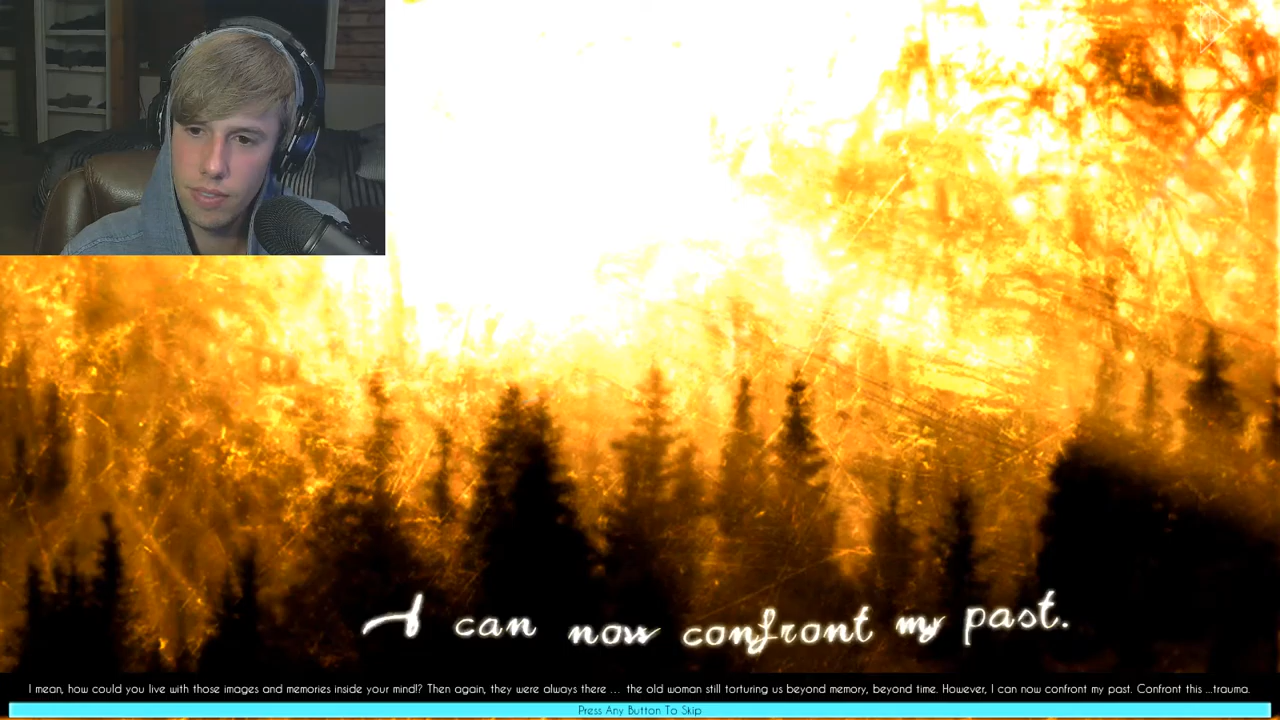 I can now confront my past.
I mean, how could you live with those images and memories inside your mind!? Then again, they were always there ... the old woman still torturing us beyond memory, beyond time. However, I can now confront my past. Confront this ...trauma.
Press Any Button To Skip